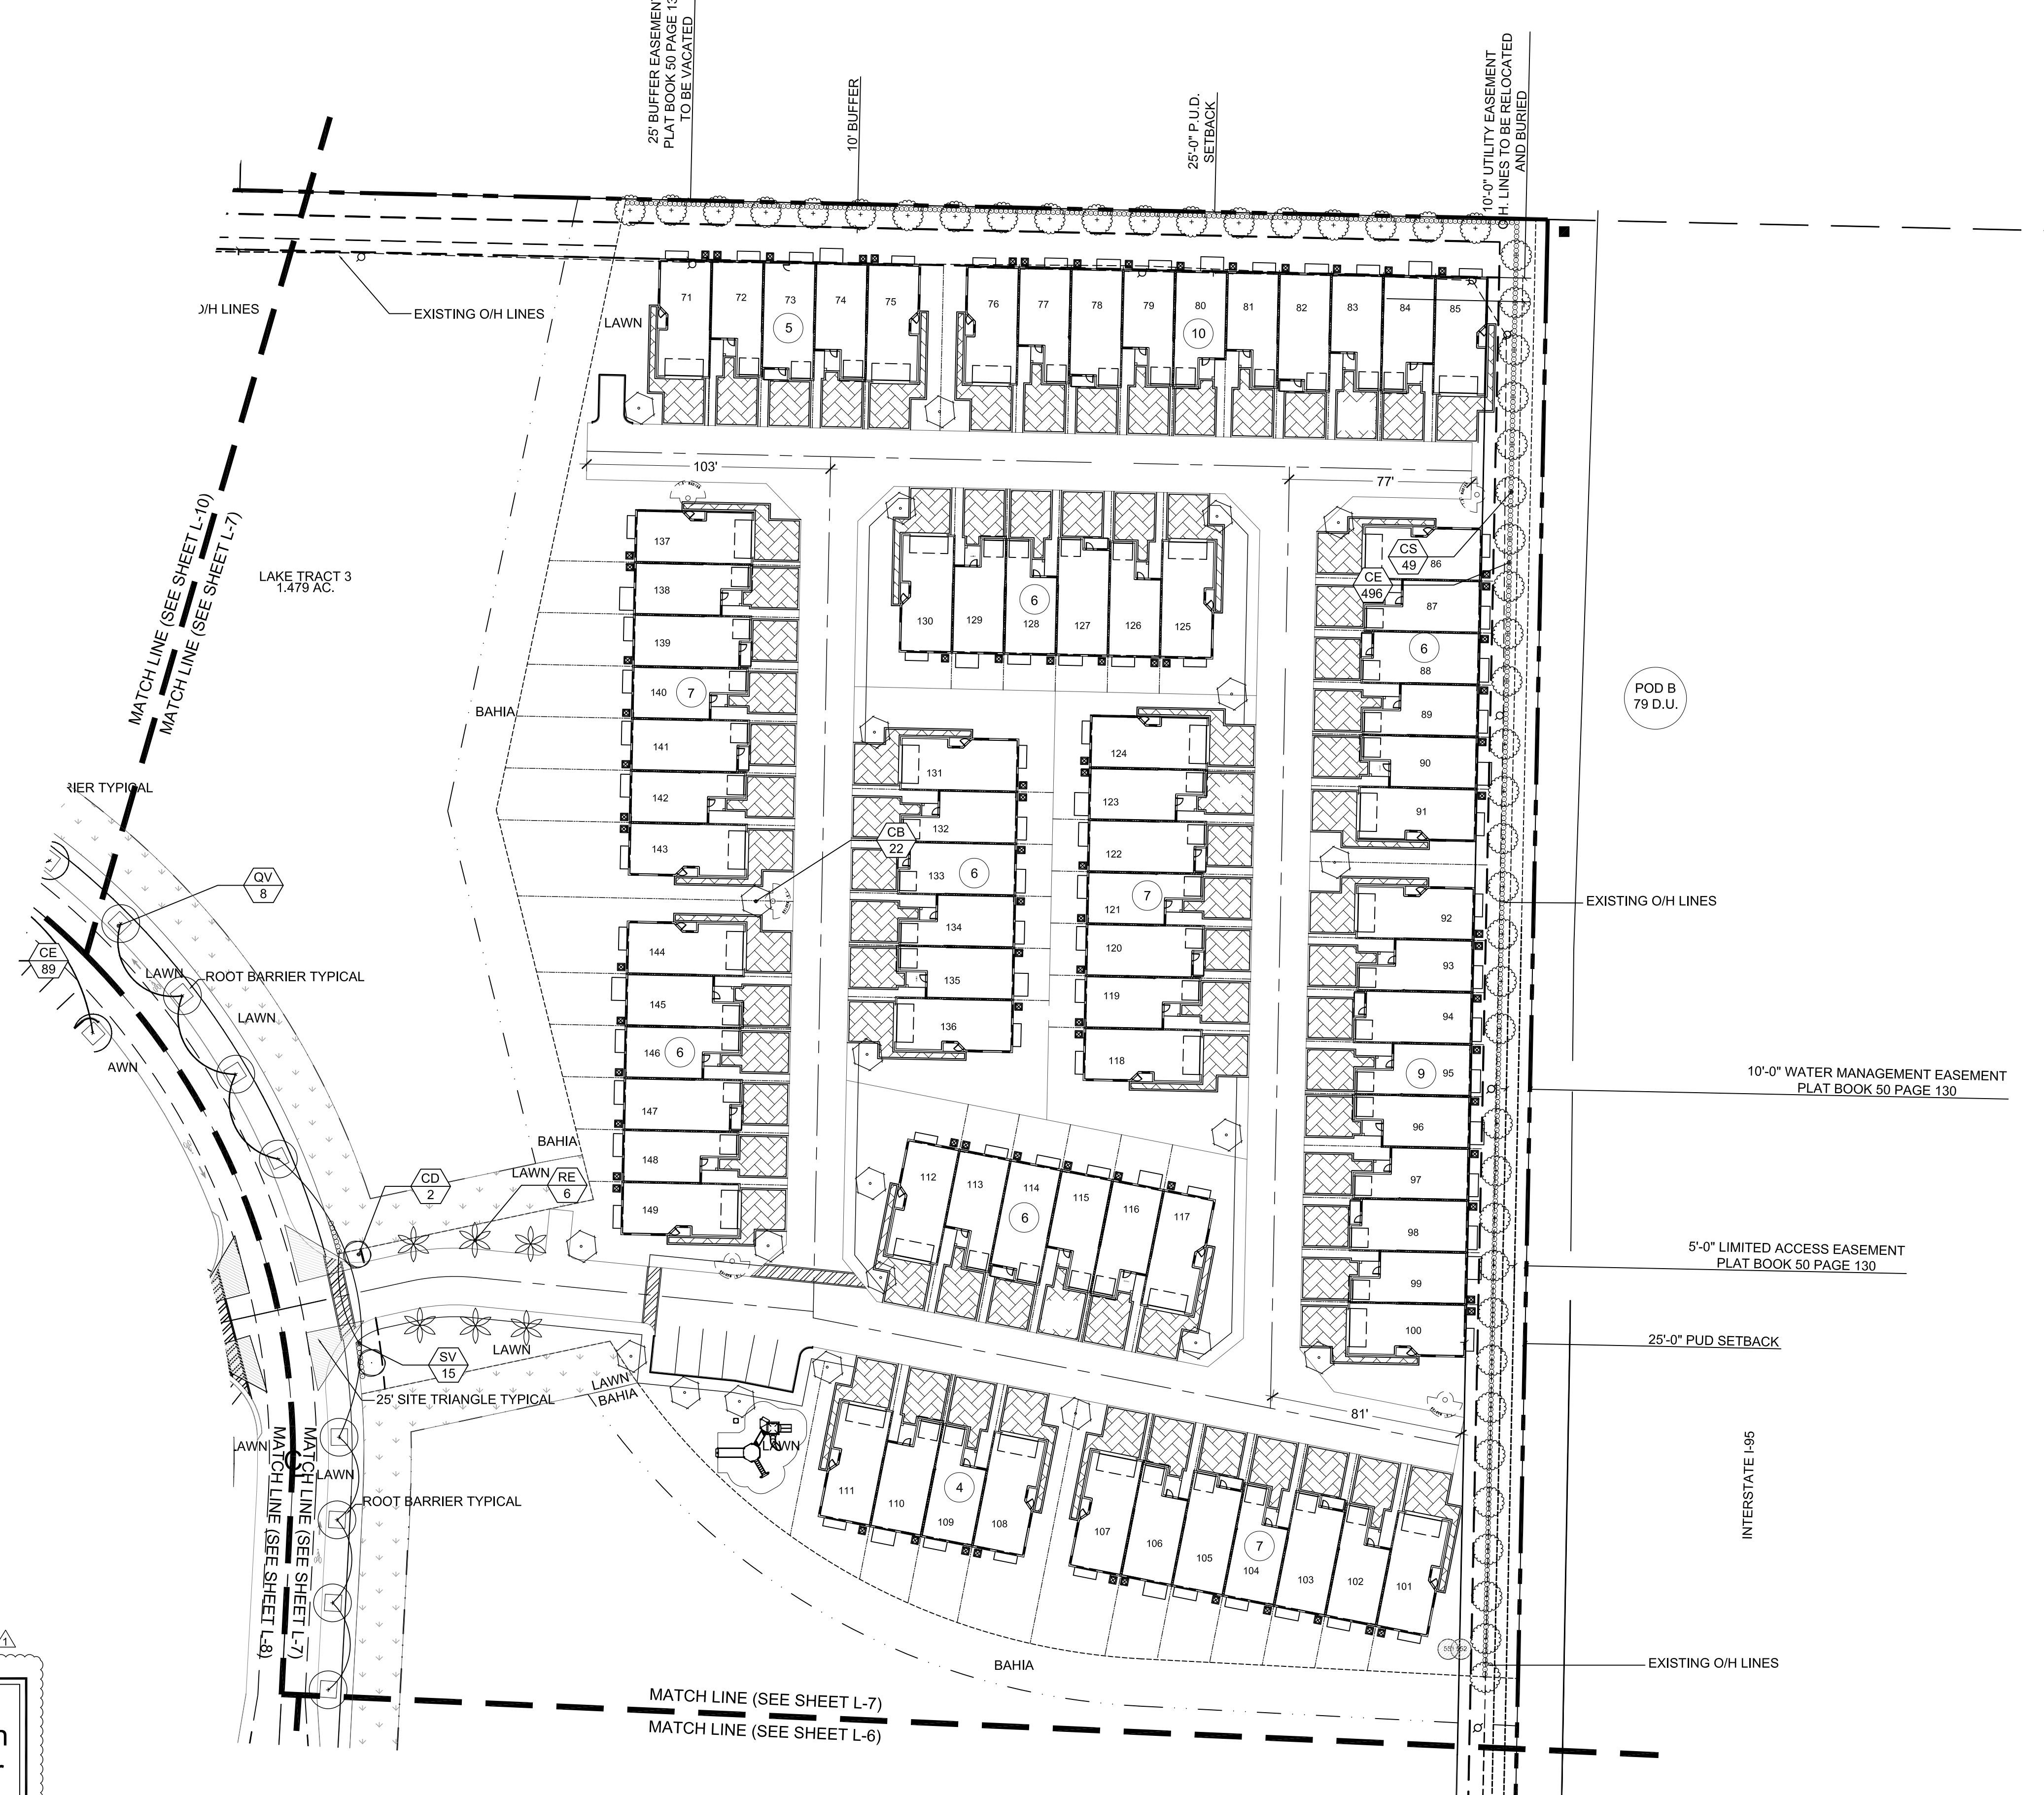 25' BUFFER EASEMENT
PLAT BOOK 50 PAGE 13
TO BE VACATED
10' BUFFER
25'-0" P.U.D.
SETBACK
10'-0" UTILITY EASEMENT
O.H. LINES TO BE RELOCATED
AND BURIED
O/H LINES
EXISTING O/H LINES
LAWN
71
72
73
74
75
5
76
77
78
79
80
81
82
83
84
85
10
103'
77'
MATCH LINE (SEE SHEET L-10)
MATCH LINE (SEE SHEET L-7)
LAKE TRACT 3
1.479 AC.
137
138
139
140
7
141
142
143
BAHIA
130
129
128
127
126
125
6
CS
49
CE
496
86
87
6
88
89
90
91
POD B
79 D.U.
131
132
133
6
134
135
136
CB
22
124
123
122
121
7
120
119
118
92
93
94
95
9
96
97
98
99
100
EXISTING O/H LINES
10'-0" WATER MANAGEMENT EASEMENT
PLAT BOOK 50 PAGE 130
5'-0" LIMITED ACCESS EASEMENT
PLAT BOOK 50 PAGE 130
25'-0" PUD SETBACK
INTERSTATE I-95
RIER TYPICAL
QV
8
CE
89
LAWN
ROOT BARRIER TYPICAL
LAWN
AWN
144
145
146
6
147
148
149
BAHIA
LAWN
CD
2
RE
6
112
113
114
115
116
117
6
SV
15
LAWN
25' SITE TRIANGLE TYPICAL
LAWN
BAHIA
LAWN
81'
111
110
109
108
4
107
106
105
104
103
102
101
7
AWN
LAWN
ROOT BARRIER TYPICAL
MATCH LINE (SEE SHEET L-7)
MATCH LINE (SEE SHEET L-8)
BAHIA
EXISTING O/H LINES
MATCH LINE (SEE SHEET L-7)
MATCH LINE (SEE SHEET L-6)
1